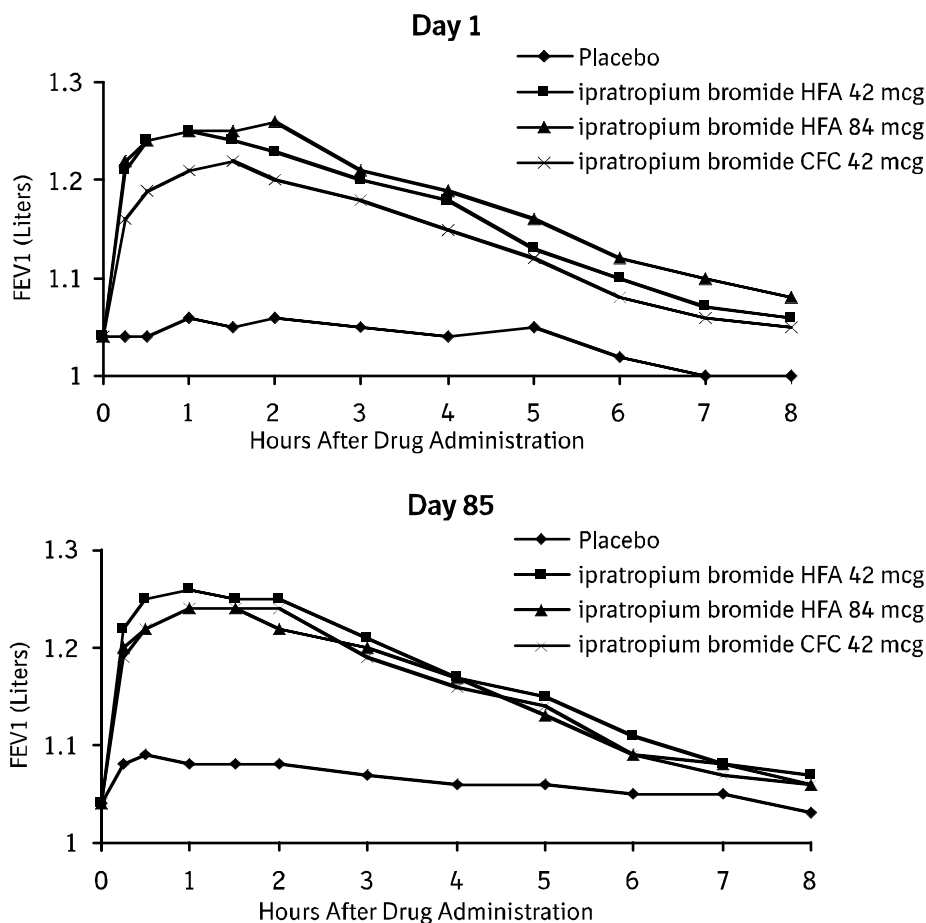 Day 1
Placebo
ipratropium bromide HFA 42 mcg
ipratropium bromide HFA 84 mcg
ipratropium bromide CFC 42 mcg
FEV1 (Liters)
1.3
1.2
1.1
1
0 1 2 3 4 5 6 7 8
Hours After Drug Administration
Day 85
Placebo
ipratropium bromide HFA 42 mcg
ipratropium bromide HFA 84 mcg
ipratropium bromide CFC 42 mcg
FEV1 (Liters)
1.3
1.2
1.1
1
0 1 2 3 4 5 6 7 8
Hours After Drug Administration